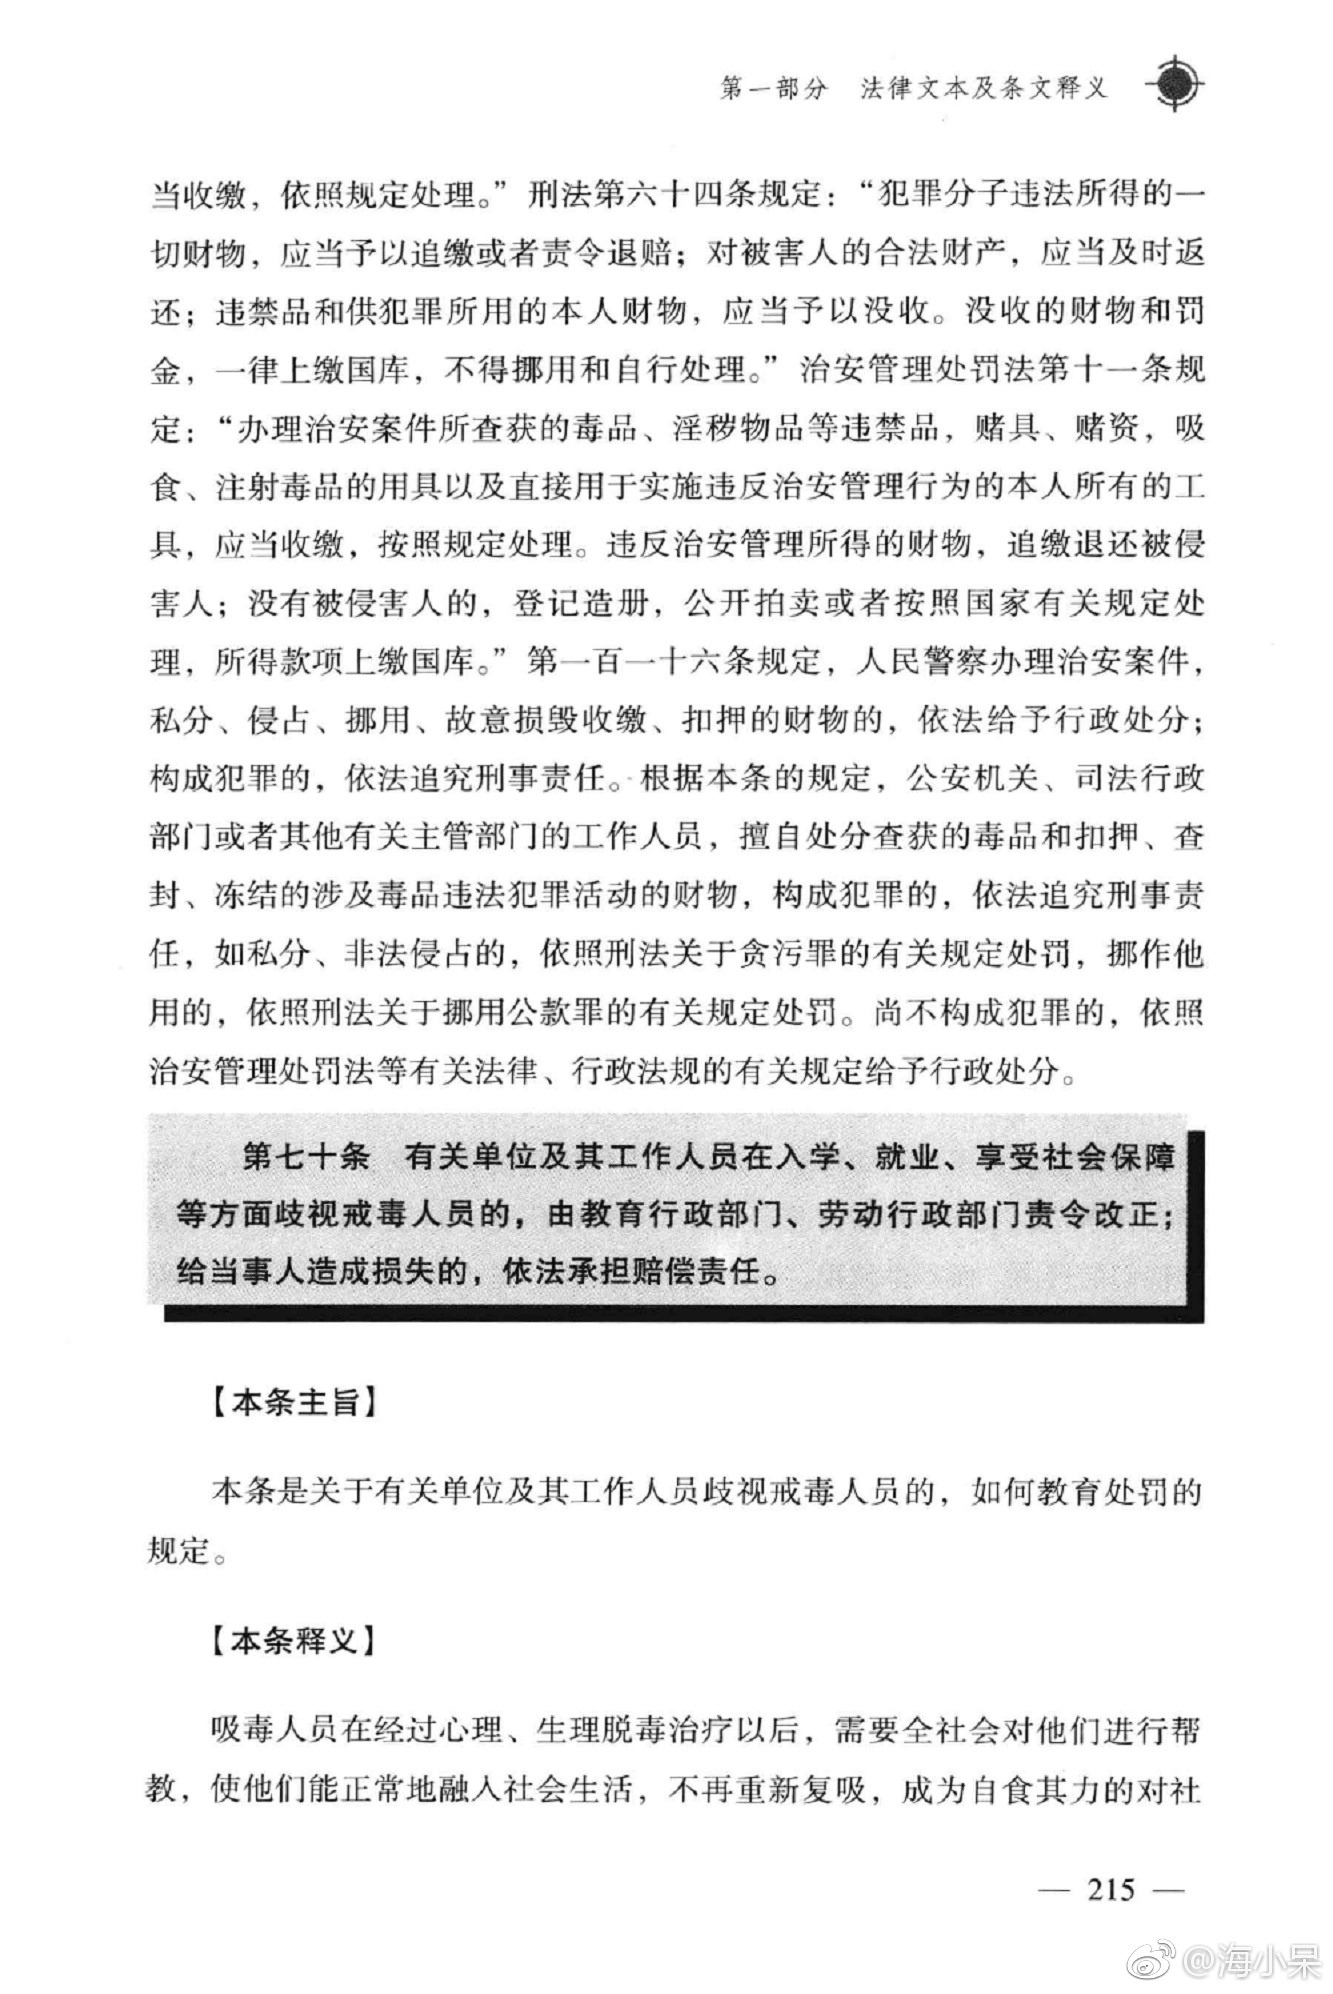 第一部分 法律文本及条文释义
当收缴，依照规定处理。”刑法第六十四条规定：“犯罪分子违法所得的一
切财物，应当予以追缴或者责令退赔；对被害人的合法财产，应当及时返
还；违禁品和供犯罪所用的本人财物，应当予以没收。没收的财物和罚
金，一律上缴国库，不得挪用和自行处理。”治安管理处罚法第十一条规
定：“办理治安案件所查获的毒品、淫秽物品等违禁品，赌具、赌资，吸
食、注射毒品的用具以及直接用于实施违反治安管理行为的本人所有的工
具，应当收缴，按照规定处理。违反治安管理所得的财物，追缴退还被侵
害人；没有被侵害人的，登记造册，公开拍卖或者按照国家有关规定处
理，所得款项上缴国库。”第一百一十六条规定，人民警察办理治安案件，
私分、侵占、挪用、故意损毁收缴、扣押的财物的，依法给予行政处分；
构成犯罪的，依法追究刑事责任。根据本条的规定，公安机关、司法行政
部门或者其他有关主管部门的工作人员，擅自处分查获的毒品和扣押、查
封、冻结的涉及毒品违法犯罪活动的财物，构成犯罪的，依法追究刑事责
任，如私分、非法侵占的，依照刑法关于贪污罪的有关规定处罚，挪作他
用的，依照刑法关于挪用公款罪的有关规定处罚。尚不构成犯罪的，依照
治安管理处罚法等有关法律、行政法规的有关规定给予行政处分。
第七十条 有关单位及其工作人员在入学、就业、享受社会保障
等方面歧视戒毒人员的，由教育行政部门、劳动行政部门责令改正；
给当事人造成损失的，依法承担赔偿责任。
【本条主旨】
本条是关于有关单位及其工作人员歧视戒毒人员的，如何教育处罚的
规定。
【本条释义】
吸毒人员在经过心理、生理脱毒治疗以后，需要全社会对他们进行帮
教，使他们能正常地融入社会生活，不再重新复吸，成为自食其力的对社
— 215 —
@海小呆